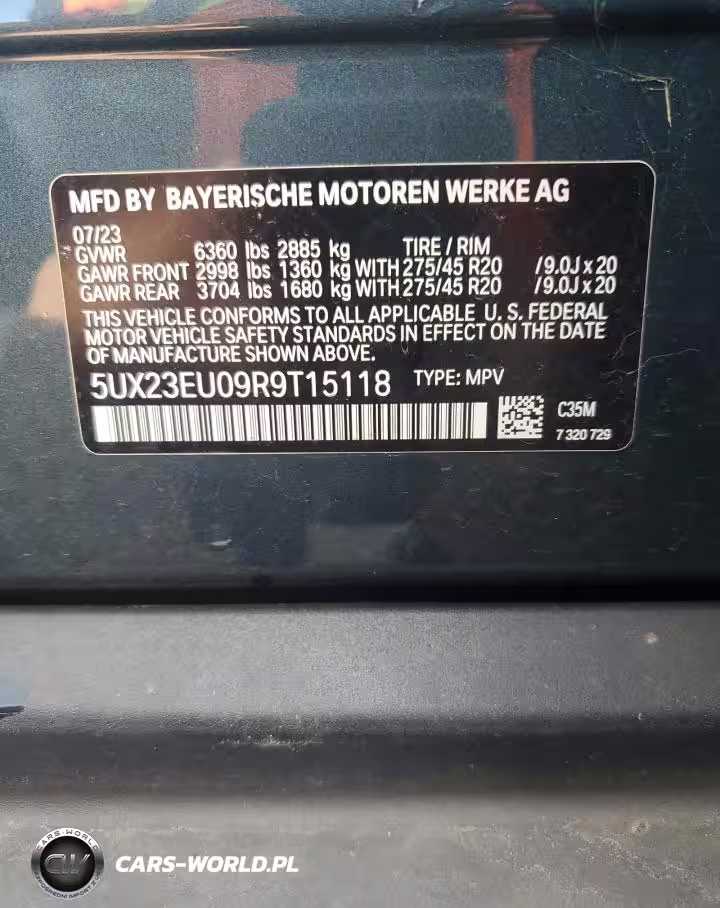 MFD BY BAYERISCHE MOTOREN WERKE AG
07/23
GVWR 6360 lbs 2885 kg TIRE / RIM
GAWR FRONT 2998 lbs 1360 kg WITH 275/45 R20 / 9.0J x 20
GAWR REAR 3704 lbs 1680 kg WITH 275/45 R20 / 9.0J x 20
THIS VEHICLE CONFORMS TO ALL APPLICABLE U. S. FEDERAL
MOTOR VEHICLE SAFETY STANDARDS IN EFFECT ON THE DATE
OF MANUFACTURE SHOWN ABOVE.
5UX23EU09R9T15118 TYPE: MPV
C35M
7 320 729
CARS-WORLD
CW
CARS-WORLD.PL